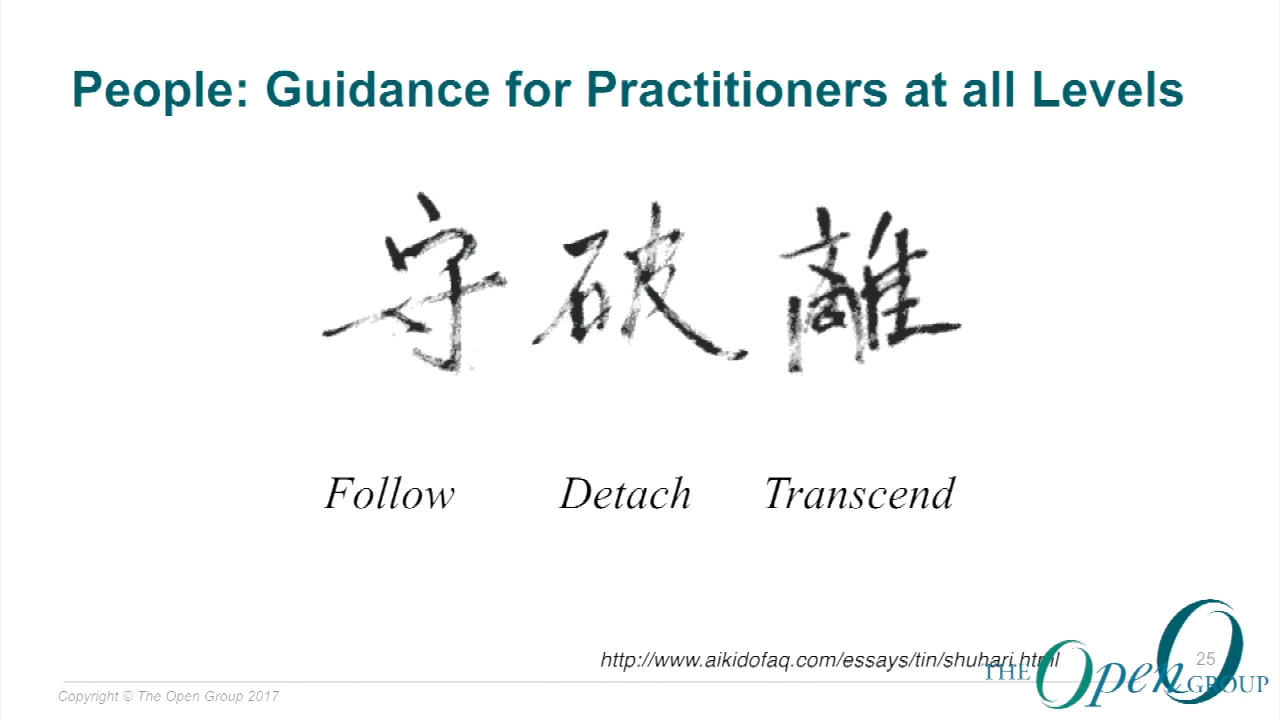 People: Guidance for Practitioners at all Levels
守 破 離
Follow Detach Transcend
http://www.aikidofaq.com/essays/tin/shuhari.html
25
THE Open GROUP
Copyright © The Open Group 2017